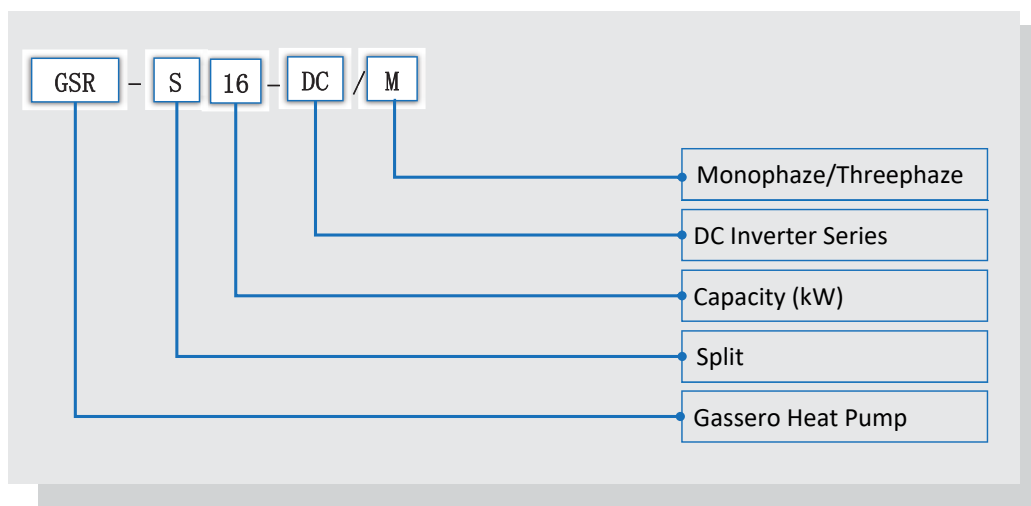 GSR - S 16 - DC / M
Monophaze/Threephaze
DC Inverter Series
Capacity (kW)
Split
Gassero Heat Pump